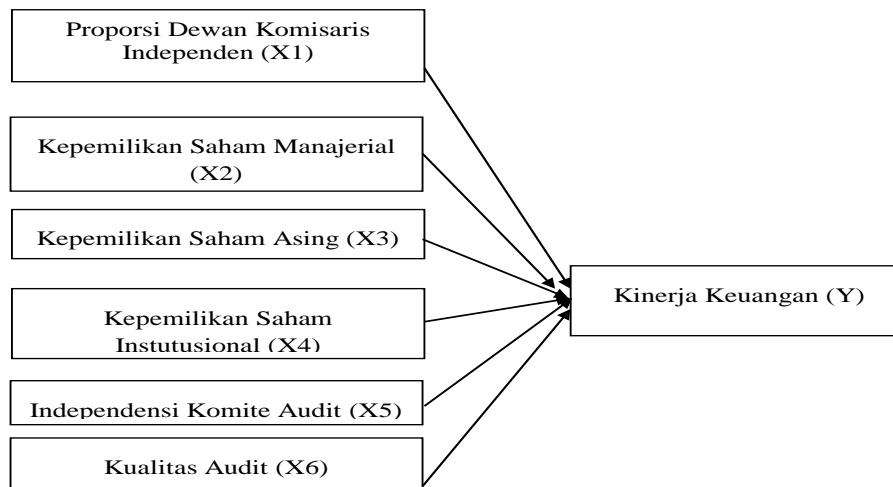 Proporsi Dewan Komisaris
Independen (X1)
Kepemilikan Saham Manajerial
(X2)
Kepemilikan Saham Asing (X3)
Kinerja Keuangan (Y)
Kepemilikan Saham
Instutusional (X4)
Independensi Komite Audit (X5)
Kualitas Audit (X6)